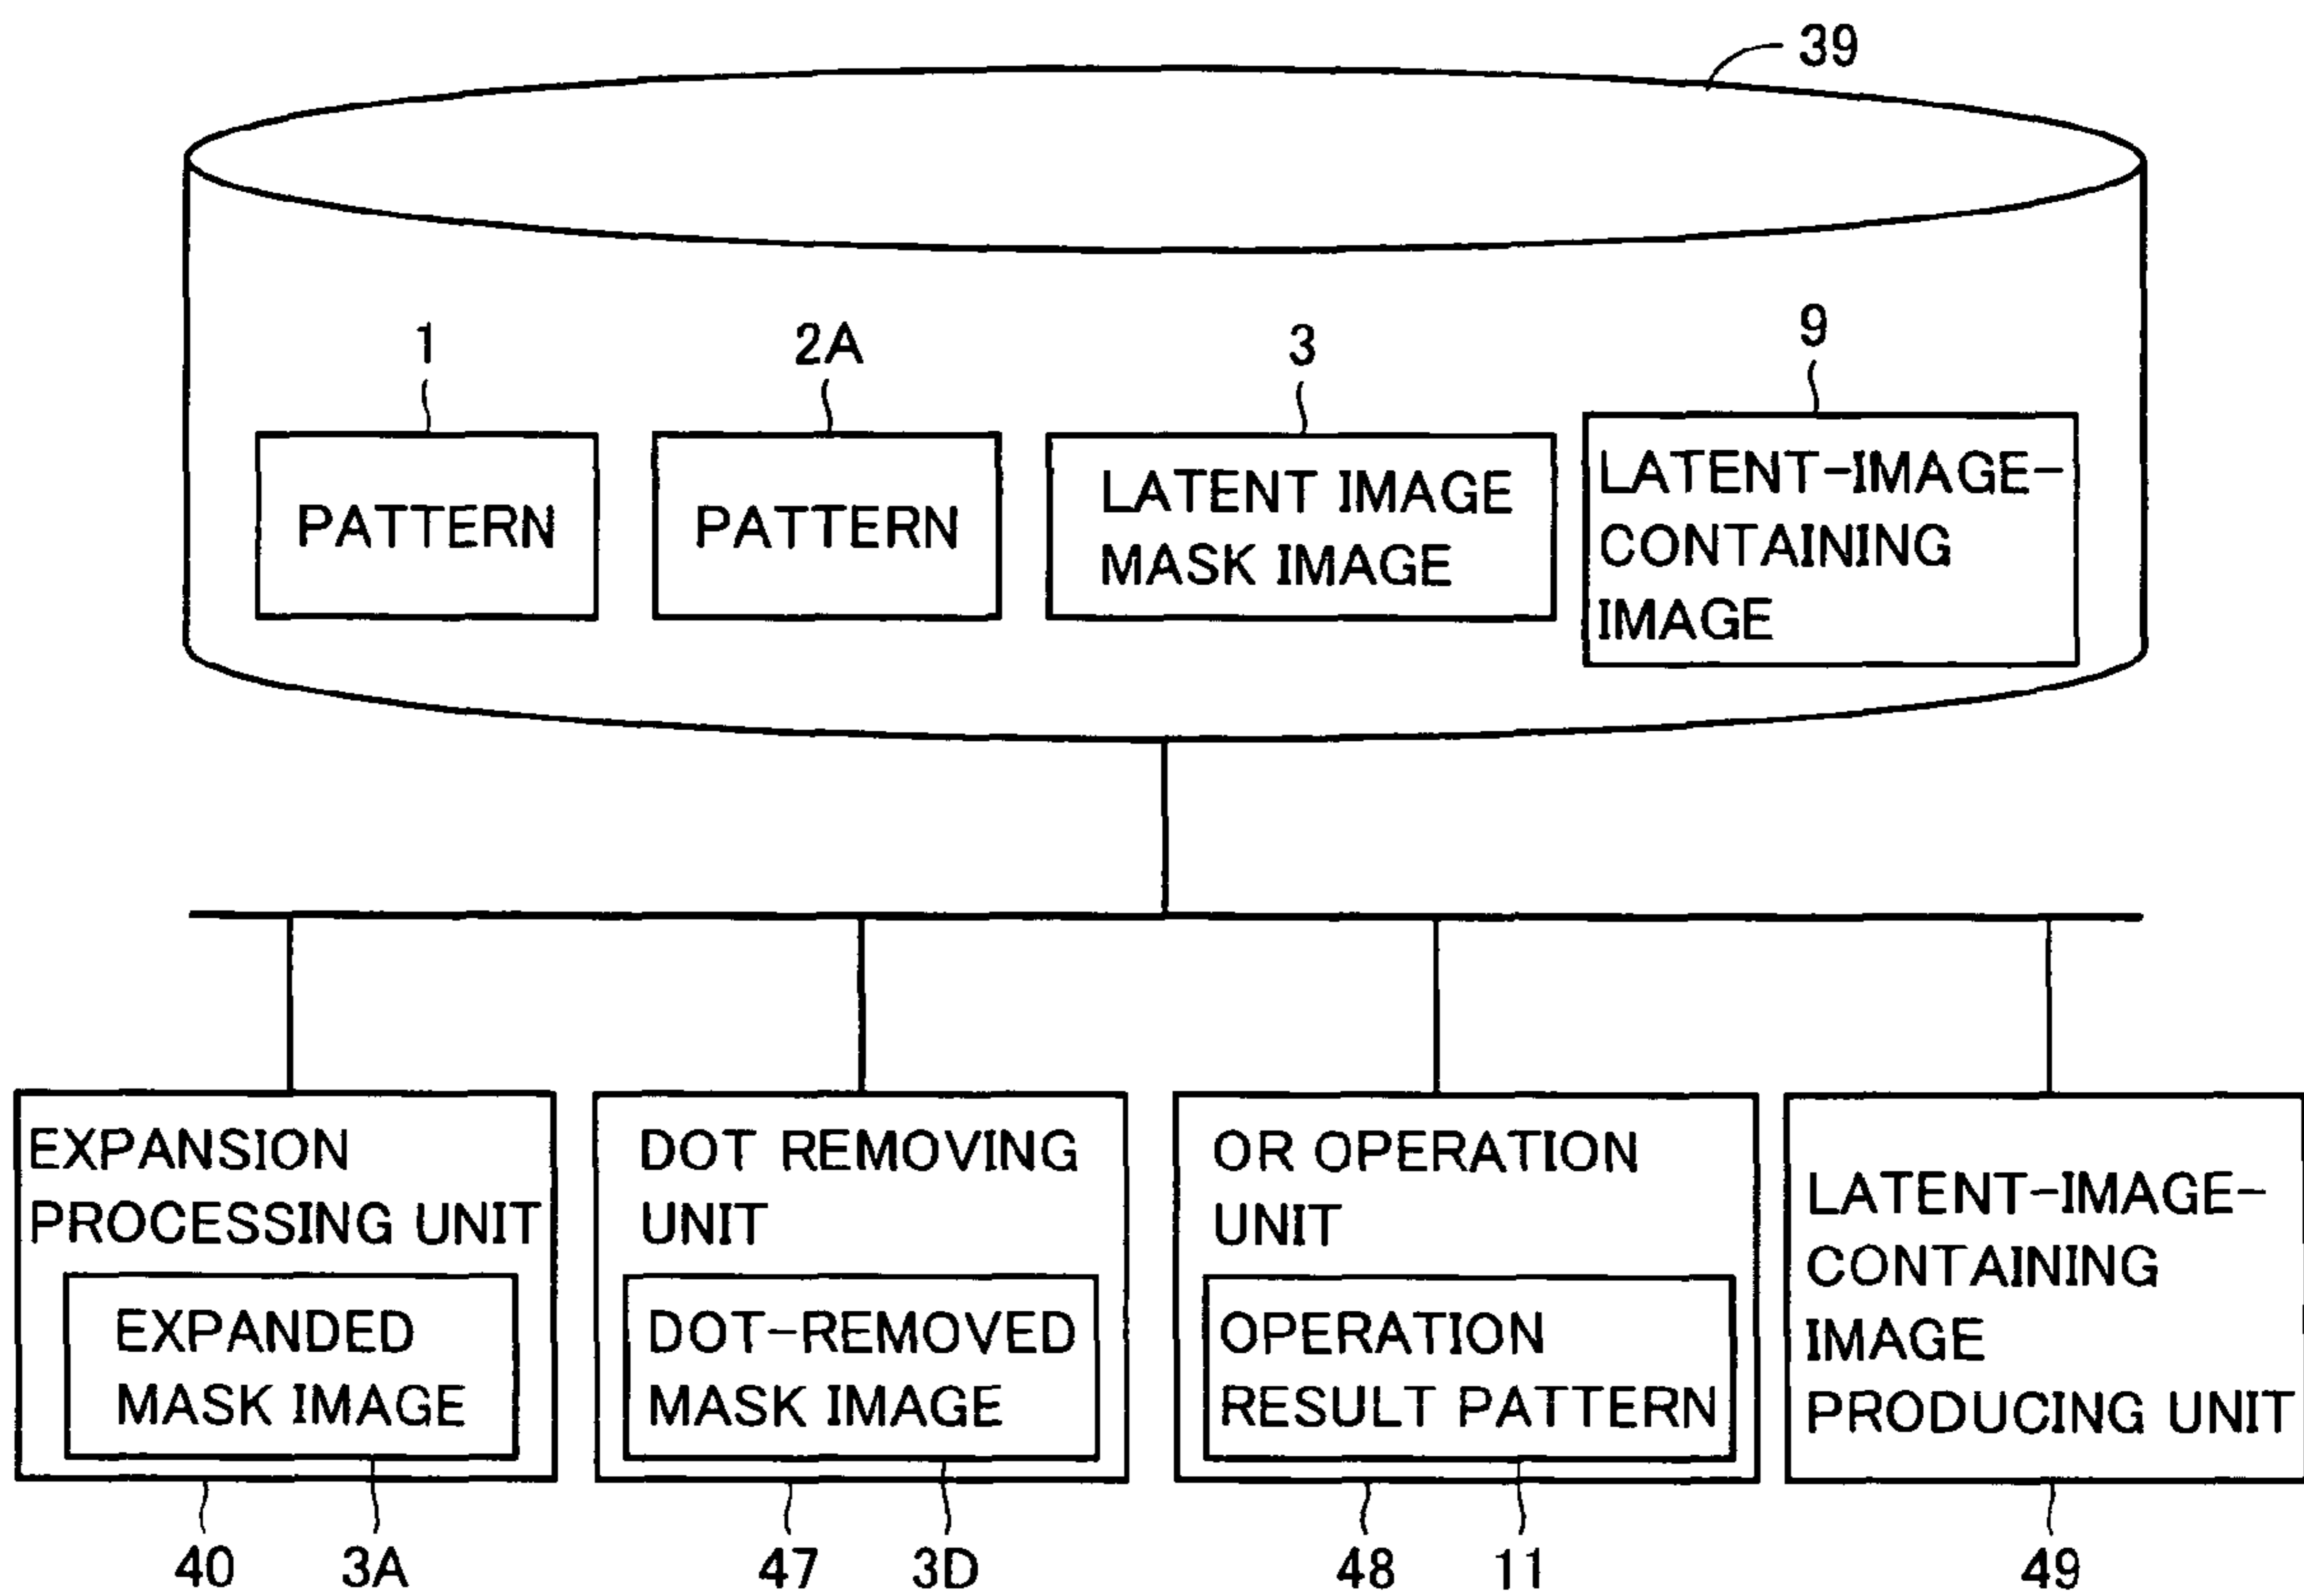 39
1
2A
3
9
PATTERN
PATTERN
LATENT IMAGE
MASK IMAGE
LATENT-IMAGE-
CONTAINING
IMAGE
EXPANSION
PROCESSING UNIT
EXPANDED
MASK IMAGE
DOT REMOVING
UNIT
DOT-REMOVED
MASK IMAGE
OR OPERATION
UNIT
OPERATION
RESULT PATTERN
LATENT-IMAGE-
CONTAINING
IMAGE
PRODUCING UNIT
40
3A
47
3D
48
11
49